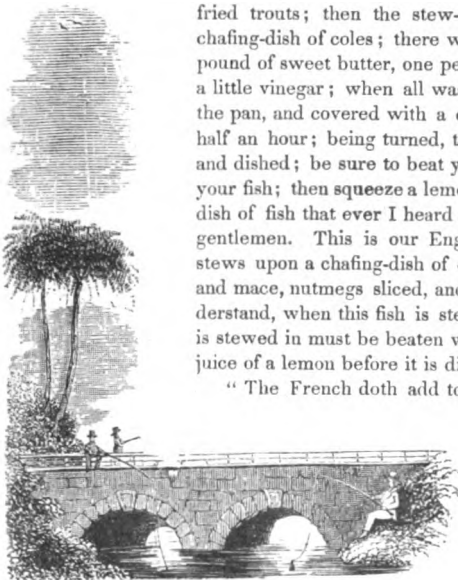 fried trouts; then the stew-
chafing-dish of coles; there w
pound of sweet butter, one pe
a little vinegar; when all wa
the pan, and covered with a
half an hour; being turned, t
and dished; be sure to beat y
your fish; then squeeze a lemo
dish of fish that ever I heard
gentlemen. This is our Eng
stews upon a chafing-dish of
and mace, nutmegs sliced, and
derstand, when this fish is ste
is stewed in must be beaten w
juice of a lemon before it is di
“ The French doth add to